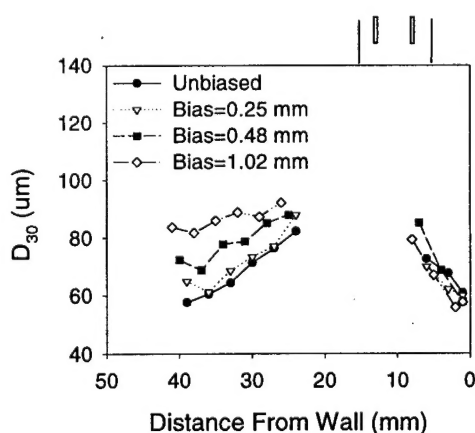 140
120
100
80
60
40
D30 (um)
Unbiased
Bias=0.25 mm
Bias=0.48 mm
Bias=1.02 mm
50 40 30 20 10 0
Distance From Wall (mm)